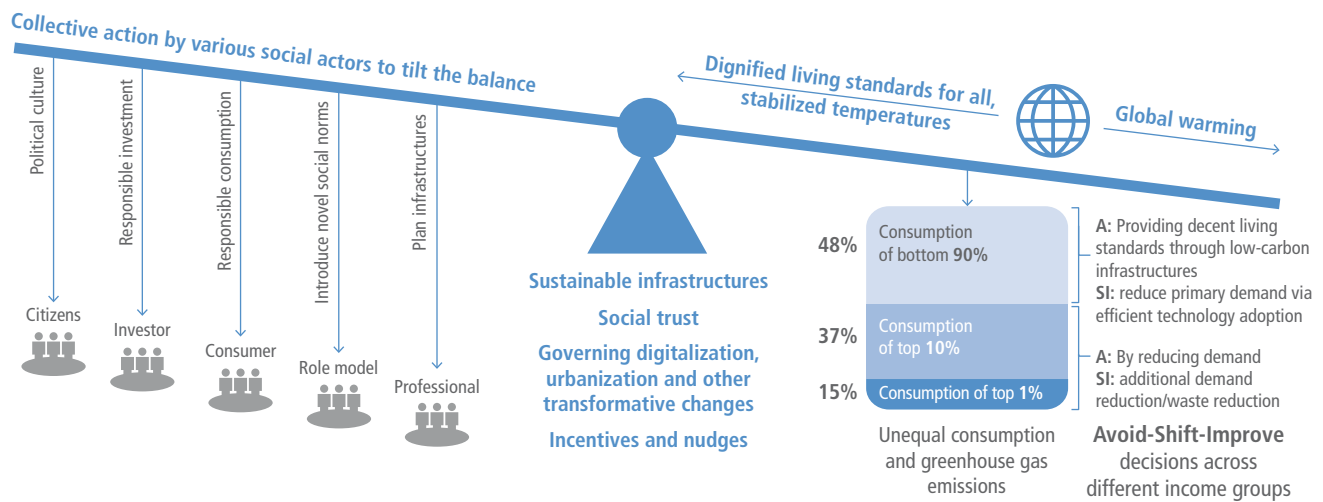 Collective action by various social actors to tilt the balance
Political culture
Responsible investment
Responsible consumption
Introduce novel social norms
Plan infrastructures
Citizens
Investor
Consumer
Role model
Professional
Sustainable infrastructures
Social trust
Governing digitalization,
urbanization and other
transformative changes
Incentives and nudges
Dignified living standards for all,
stabilized temperatures
Global warming
48%
Consumption
of bottom 90%
37%
Consumption
of top 10%
15%
Consumption of top 1%
Unequal consumption
and greenhouse gas
emissions
A: Providing decent living
standards through low-carbon
infrastructures
SI: reduce primary demand via
efficient technology adoption
A: By reducing demand
SI: additional demand
reduction/waste reduction
Avoid-Shift-Improve
decisions across
different income groups